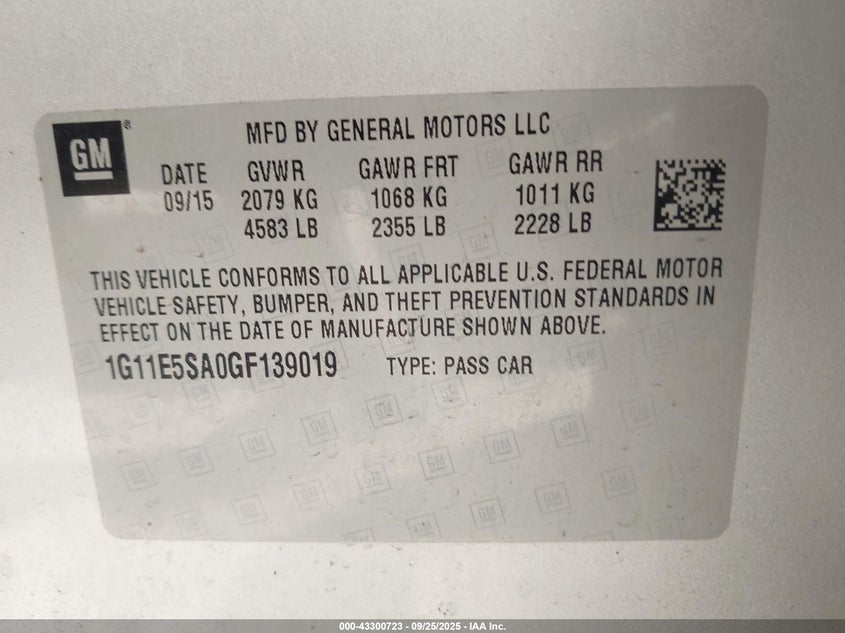 GM®
MFD BY GENERAL MOTORS LLC
DATE GVWR GAWR FRT GAWR RR
09/15 2079 KG 1068 KG 1011 KG
4583 LB 2355 LB 2228 LB
THIS VEHICLE CONFORMS TO ALL APPLICABLE U.S. FEDERAL MOTOR
VEHICLE SAFETY, BUMPER, AND THEFT PREVENTION STANDARDS IN
EFFECT ON THE DATE OF MANUFACTURE SHOWN ABOVE.
1G11E5SA0GF139019 TYPE: PASS CAR
000-43300723 - 09/25/2025 - IAA Inc.